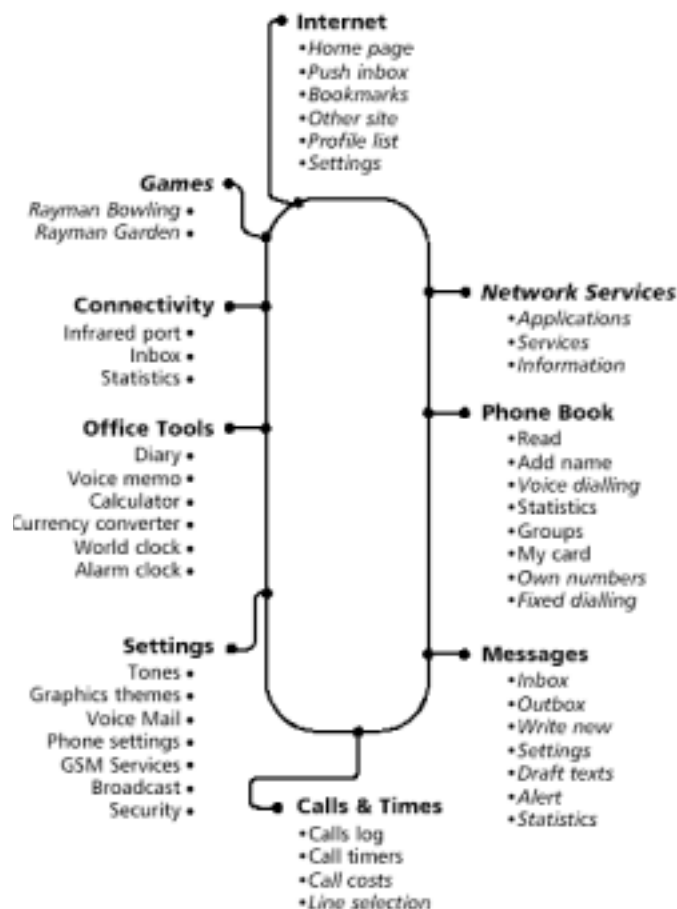 Internet
•Home page
•Push inbox
•Bookmarks
•Other site
•Profile list
•Settings
Games
Rayman Bowling •
Rayman Garden •
Connectivity
Infrared port •
Inbox •
Statistics •
Office Tools
Diary •
Voice memo •
Calculator •
Currency converter •
World clock •
Alarm clock •
Settings
Tones •
Graphics themes •
Voice Mail •
Phone settings •
GSM Services •
Broadcast •
Security •
Network Services
•Applications
•Services
•Information
Phone Book
•Read
•Add name
•Voice dialling
•Statistics
•Groups
•My card
•Own numbers
•Fixed dialling
Messages
•Inbox
•Outbox
•Write new
•Settings
•Draft texts
•Alert
•Statistics
Calls & Times
•Calls log
•Call timers
•Call costs
•Line selection